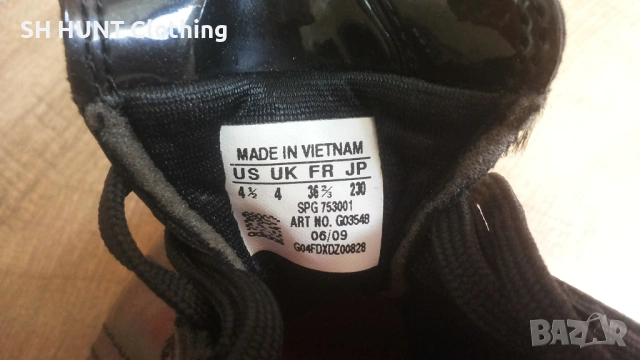 SH HUNT Clothing
MADE IN VIETNAM
US UK FR JP
4 ½ 4 36 ⅔ 230
SPG 753001
ART NO. G03548
06/09
G04FDXDZ00828
BAZAR